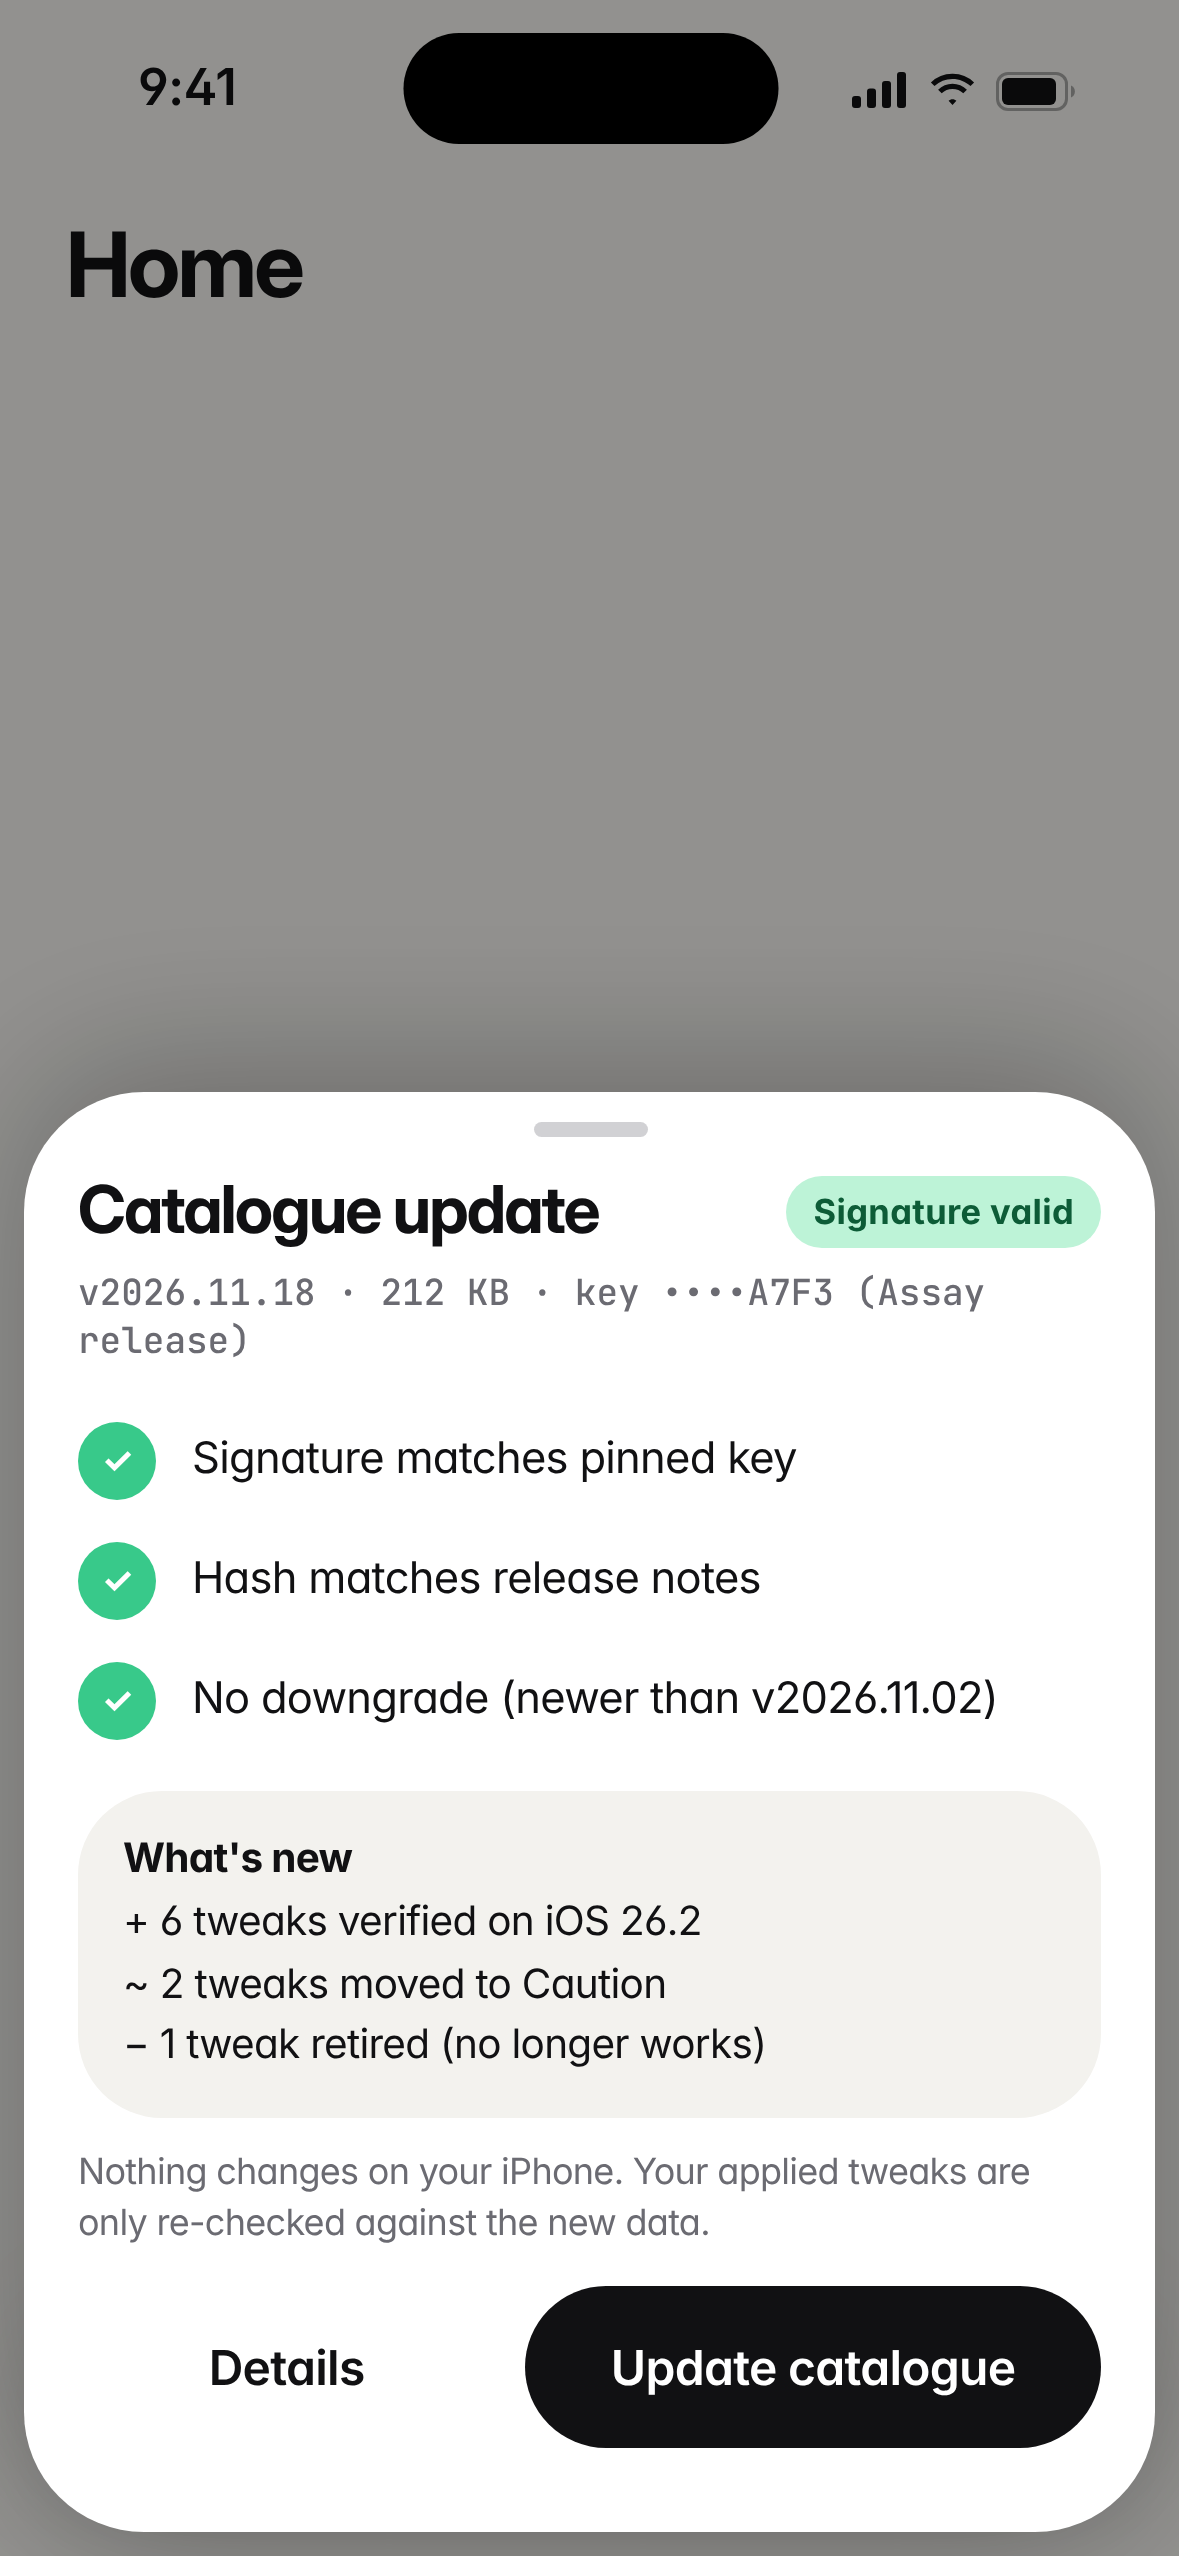 9:41
Home
Catalogue update
Signature valid
v2026.11.18 · 212 KB · key ••••A7F3 (Assay
release)
Signature matches pinned key
Hash matches release notes
No downgrade (newer than v2026.11.02)
What's new
+ 6 tweaks verified on iOS 26.2
~ 2 tweaks moved to Caution
− 1 tweak retired (no longer works)
Nothing changes on your iPhone. Your applied tweaks are
only re-checked against the new data.
Details
Update catalogue